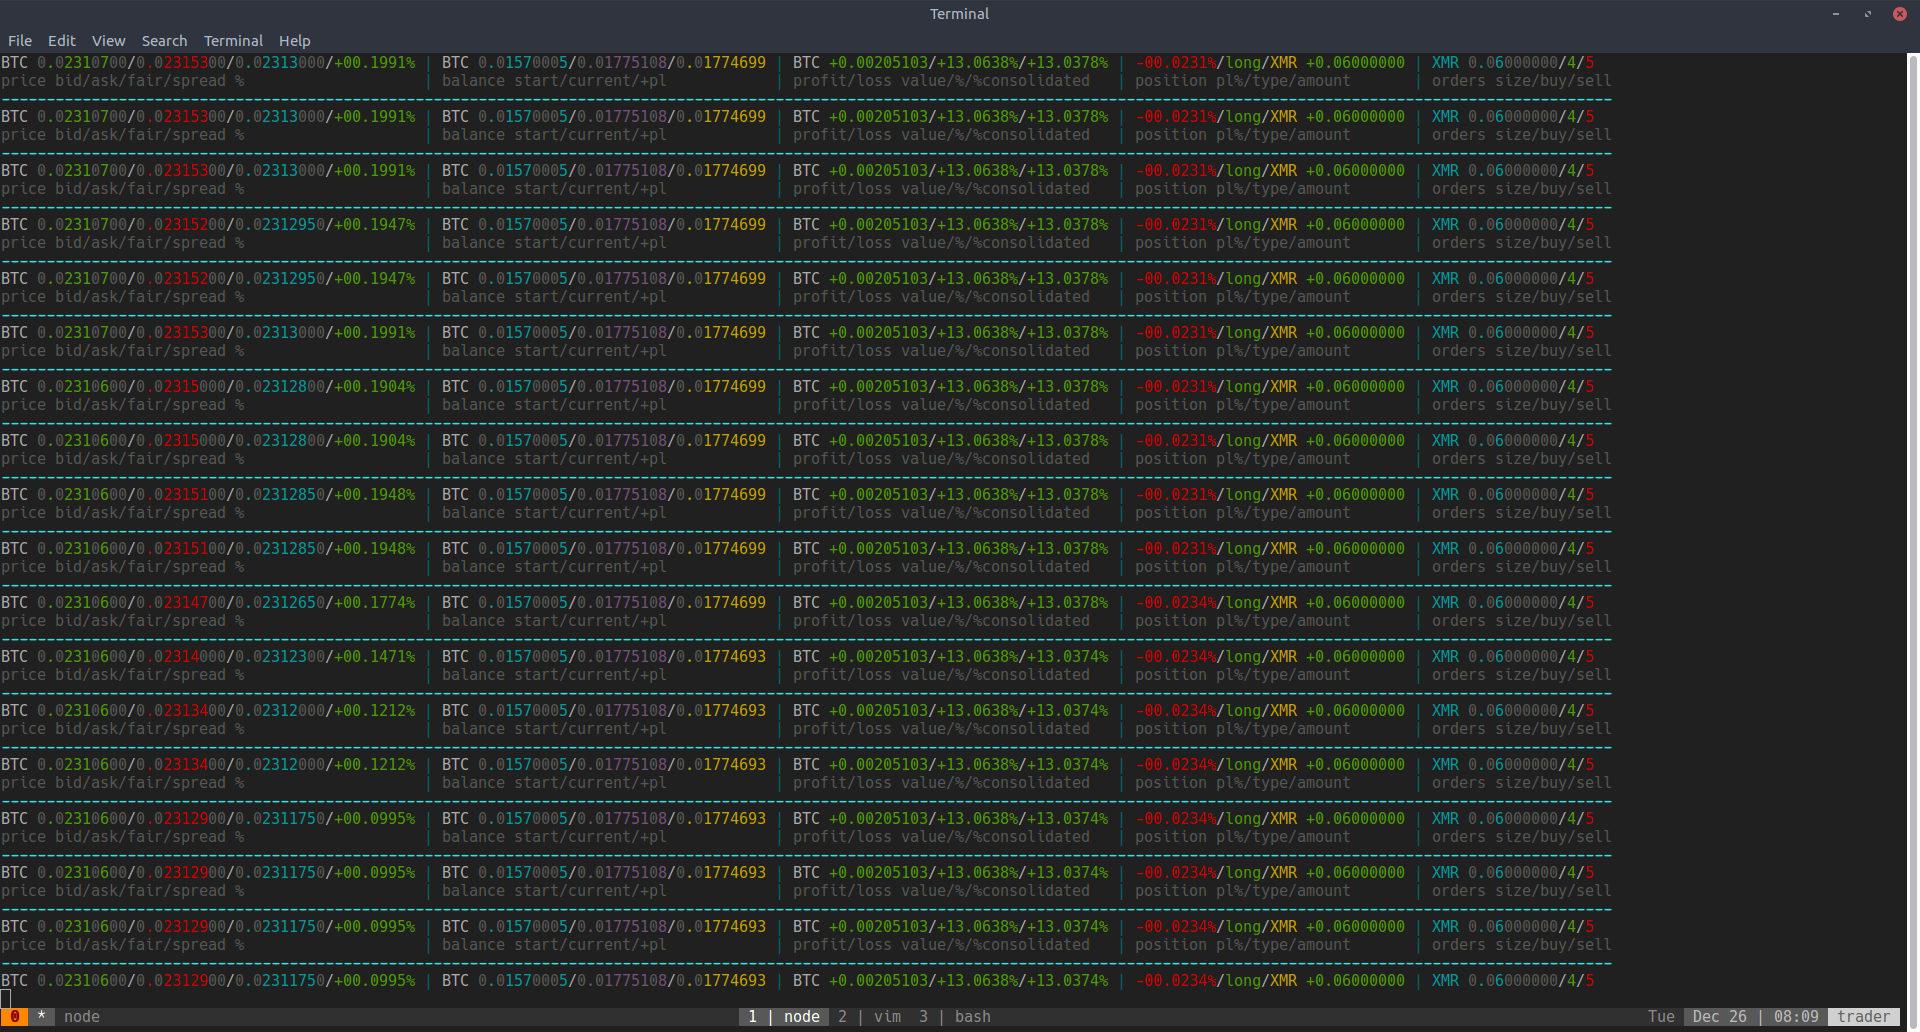 Terminal
File Edit View Search Terminal Help
BTC 0.02310700/0.02315300/0.02313000/+00.1991% | BTC 0.01570005/0.01775108/0.01774699 | BTC +0.00205103/+13.0638%/+13.0378% | -00.0231%/long/XMR +0.06000000 | XMR 0.06000000/4/5
price bid/ask/fair/spread % | balance start/current/+pl | profit/loss value/%/%consolidated | position pl%/type/amount | orders size/buy/sell
BTC 0.02310700/0.02315300/0.02313000/+00.1991% | BTC 0.01570005/0.01775108/0.01774699 | BTC +0.00205103/+13.0638%/+13.0378% | -00.0231%/long/XMR +0.06000000 | XMR 0.06000000/4/5
price bid/ask/fair/spread % | balance start/current/+pl | profit/loss value/%/%consolidated | position pl%/type/amount | orders size/buy/sell
BTC 0.02310700/0.02315300/0.02313000/+00.1991% | BTC 0.01570005/0.01775108/0.01774699 | BTC +0.00205103/+13.0638%/+13.0378% | -00.0231%/long/XMR +0.06000000 | XMR 0.06000000/4/5
price bid/ask/fair/spread % | balance start/current/+pl | profit/loss value/%/%consolidated | position pl%/type/amount | orders size/buy/sell
BTC 0.02310700/0.02315200/0.02312950/+00.1947% | BTC 0.01570005/0.01775108/0.01774699 | BTC +0.00205103/+13.0638%/+13.0378% | -00.0231%/long/XMR +0.06000000 | XMR 0.06000000/4/5
price bid/ask/fair/spread % | balance start/current/+pl | profit/loss value/%/%consolidated | position pl%/type/amount | orders size/buy/sell
BTC 0.02310700/0.02315200/0.02312950/+00.1947% | BTC 0.01570005/0.01775108/0.01774699 | BTC +0.00205103/+13.0638%/+13.0378% | -00.0231%/long/XMR +0.06000000 | XMR 0.06000000/4/5
price bid/ask/fair/spread % | balance start/current/+pl | profit/loss value/%/%consolidated | position pl%/type/amount | orders size/buy/sell
BTC 0.02310700/0.02315300/0.02313000/+00.1991% | BTC 0.01570005/0.01775108/0.01774699 | BTC +0.00205103/+13.0638%/+13.0378% | -00.0231%/long/XMR +0.06000000 | XMR 0.06000000/4/5
price bid/ask/fair/spread % | balance start/current/+pl | profit/loss value/%/%consolidated | position pl%/type/amount | orders size/buy/sell
BTC 0.02310600/0.02315000/0.02312800/+00.1904% | BTC 0.01570005/0.01775108/0.01774699 | BTC +0.00205103/+13.0638%/+13.0378% | -00.0231%/long/XMR +0.06000000 | XMR 0.06000000/4/5
price bid/ask/fair/spread % | balance start/current/+pl | profit/loss value/%/%consolidated | position pl%/type/amount | orders size/buy/sell
BTC 0.02310600/0.02315000/0.02312800/+00.1904% | BTC 0.01570005/0.01775108/0.01774699 | BTC +0.00205103/+13.0638%/+13.0378% | -00.0231%/long/XMR +0.06000000 | XMR 0.06000000/4/5
price bid/ask/fair/spread % | balance start/current/+pl | profit/loss value/%/%consolidated | position pl%/type/amount | orders size/buy/sell
BTC 0.02310600/0.02315100/0.02312850/+00.1948% | BTC 0.01570005/0.01775108/0.01774699 | BTC +0.00205103/+13.0638%/+13.0378% | -00.0231%/long/XMR +0.06000000 | XMR 0.06000000/4/5
price bid/ask/fair/spread % | balance start/current/+pl | profit/loss value/%/%consolidated | position pl%/type/amount | orders size/buy/sell
BTC 0.02310600/0.02315100/0.02312850/+00.1948% | BTC 0.01570005/0.01775108/0.01774699 | BTC +0.00205103/+13.0638%/+13.0378% | -00.0231%/long/XMR +0.06000000 | XMR 0.06000000/4/5
price bid/ask/fair/spread % | balance start/current/+pl | profit/loss value/%/%consolidated | position pl%/type/amount | orders size/buy/sell
BTC 0.02310600/0.02314700/0.02312650/+00.1774% | BTC 0.01570005/0.01775108/0.01774699 | BTC +0.00205103/+13.0638%/+13.0378% | -00.0234%/long/XMR +0.06000000 | XMR 0.06000000/4/5
price bid/ask/fair/spread % | balance start/current/+pl | profit/loss value/%/%consolidated | position pl%/type/amount | orders size/buy/sell
BTC 0.02310600/0.02314000/0.02312300/+00.1471% | BTC 0.01570005/0.01775108/0.01774693 | BTC +0.00205103/+13.0638%/+13.0374% | -00.0234%/long/XMR +0.06000000 | XMR 0.06000000/4/5
price bid/ask/fair/spread % | balance start/current/+pl | profit/loss value/%/%consolidated | position pl%/type/amount | orders size/buy/sell
BTC 0.02310600/0.02313400/0.02312000/+00.1212% | BTC 0.01570005/0.01775108/0.01774693 | BTC +0.00205103/+13.0638%/+13.0374% | -00.0234%/long/XMR +0.06000000 | XMR 0.06000000/4/5
price bid/ask/fair/spread % | balance start/current/+pl | profit/loss value/%/%consolidated | position pl%/type/amount | orders size/buy/sell
BTC 0.02310600/0.02313400/0.02312000/+00.1212% | BTC 0.01570005/0.01775108/0.01774693 | BTC +0.00205103/+13.0638%/+13.0374% | -00.0234%/long/XMR +0.06000000 | XMR 0.06000000/4/5
price bid/ask/fair/spread % | balance start/current/+pl | profit/loss value/%/%consolidated | position pl%/type/amount | orders size/buy/sell
BTC 0.02310600/0.02312900/0.02311750/+00.0995% | BTC 0.01570005/0.01775108/0.01774693 | BTC +0.00205103/+13.0638%/+13.0374% | -00.0234%/long/XMR +0.06000000 | XMR 0.06000000/4/5
price bid/ask/fair/spread % | balance start/current/+pl | profit/loss value/%/%consolidated | position pl%/type/amount | orders size/buy/sell
BTC 0.02310600/0.02312900/0.02311750/+00.0995% | BTC 0.01570005/0.01775108/0.01774693 | BTC +0.00205103/+13.0638%/+13.0374% | -00.0234%/long/XMR +0.06000000 | XMR 0.06000000/4/5
price bid/ask/fair/spread % | balance start/current/+pl | profit/loss value/%/%consolidated | position pl%/type/amount | orders size/buy/sell
BTC 0.02310600/0.02312900/0.02311750/+00.0995% | BTC 0.01570005/0.01775108/0.01774693 | BTC +0.00205103/+13.0638%/+13.0374% | -00.0234%/long/XMR +0.06000000 | XMR 0.06000000/4/5
price bid/ask/fair/spread % | balance start/current/+pl | profit/loss value/%/%consolidated | position pl%/type/amount | orders size/buy/sell
BTC 0.02310600/0.02312900/0.02311750/+00.0995% | BTC 0.01570005/0.01775108/0.01774693 | BTC +0.00205103/+13.0638%/+13.0374% | -00.0234%/long/XMR +0.06000000 | XMR 0.06000000/4/5
0 * node 1 | node 2 | vim 3 | bash Tue Dec 26 | 08:09 trader